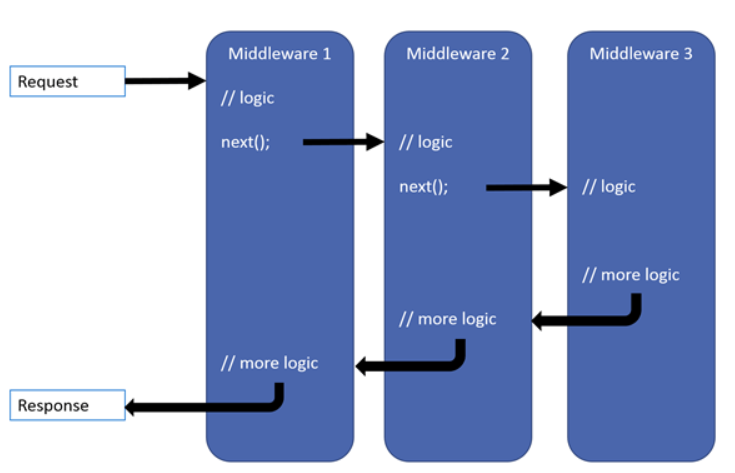 Middleware 1
Middleware 2
Middleware 3
Request
// logic
next();
// logic
next();
// logic
// more logic
// more logic
// more logic
Response